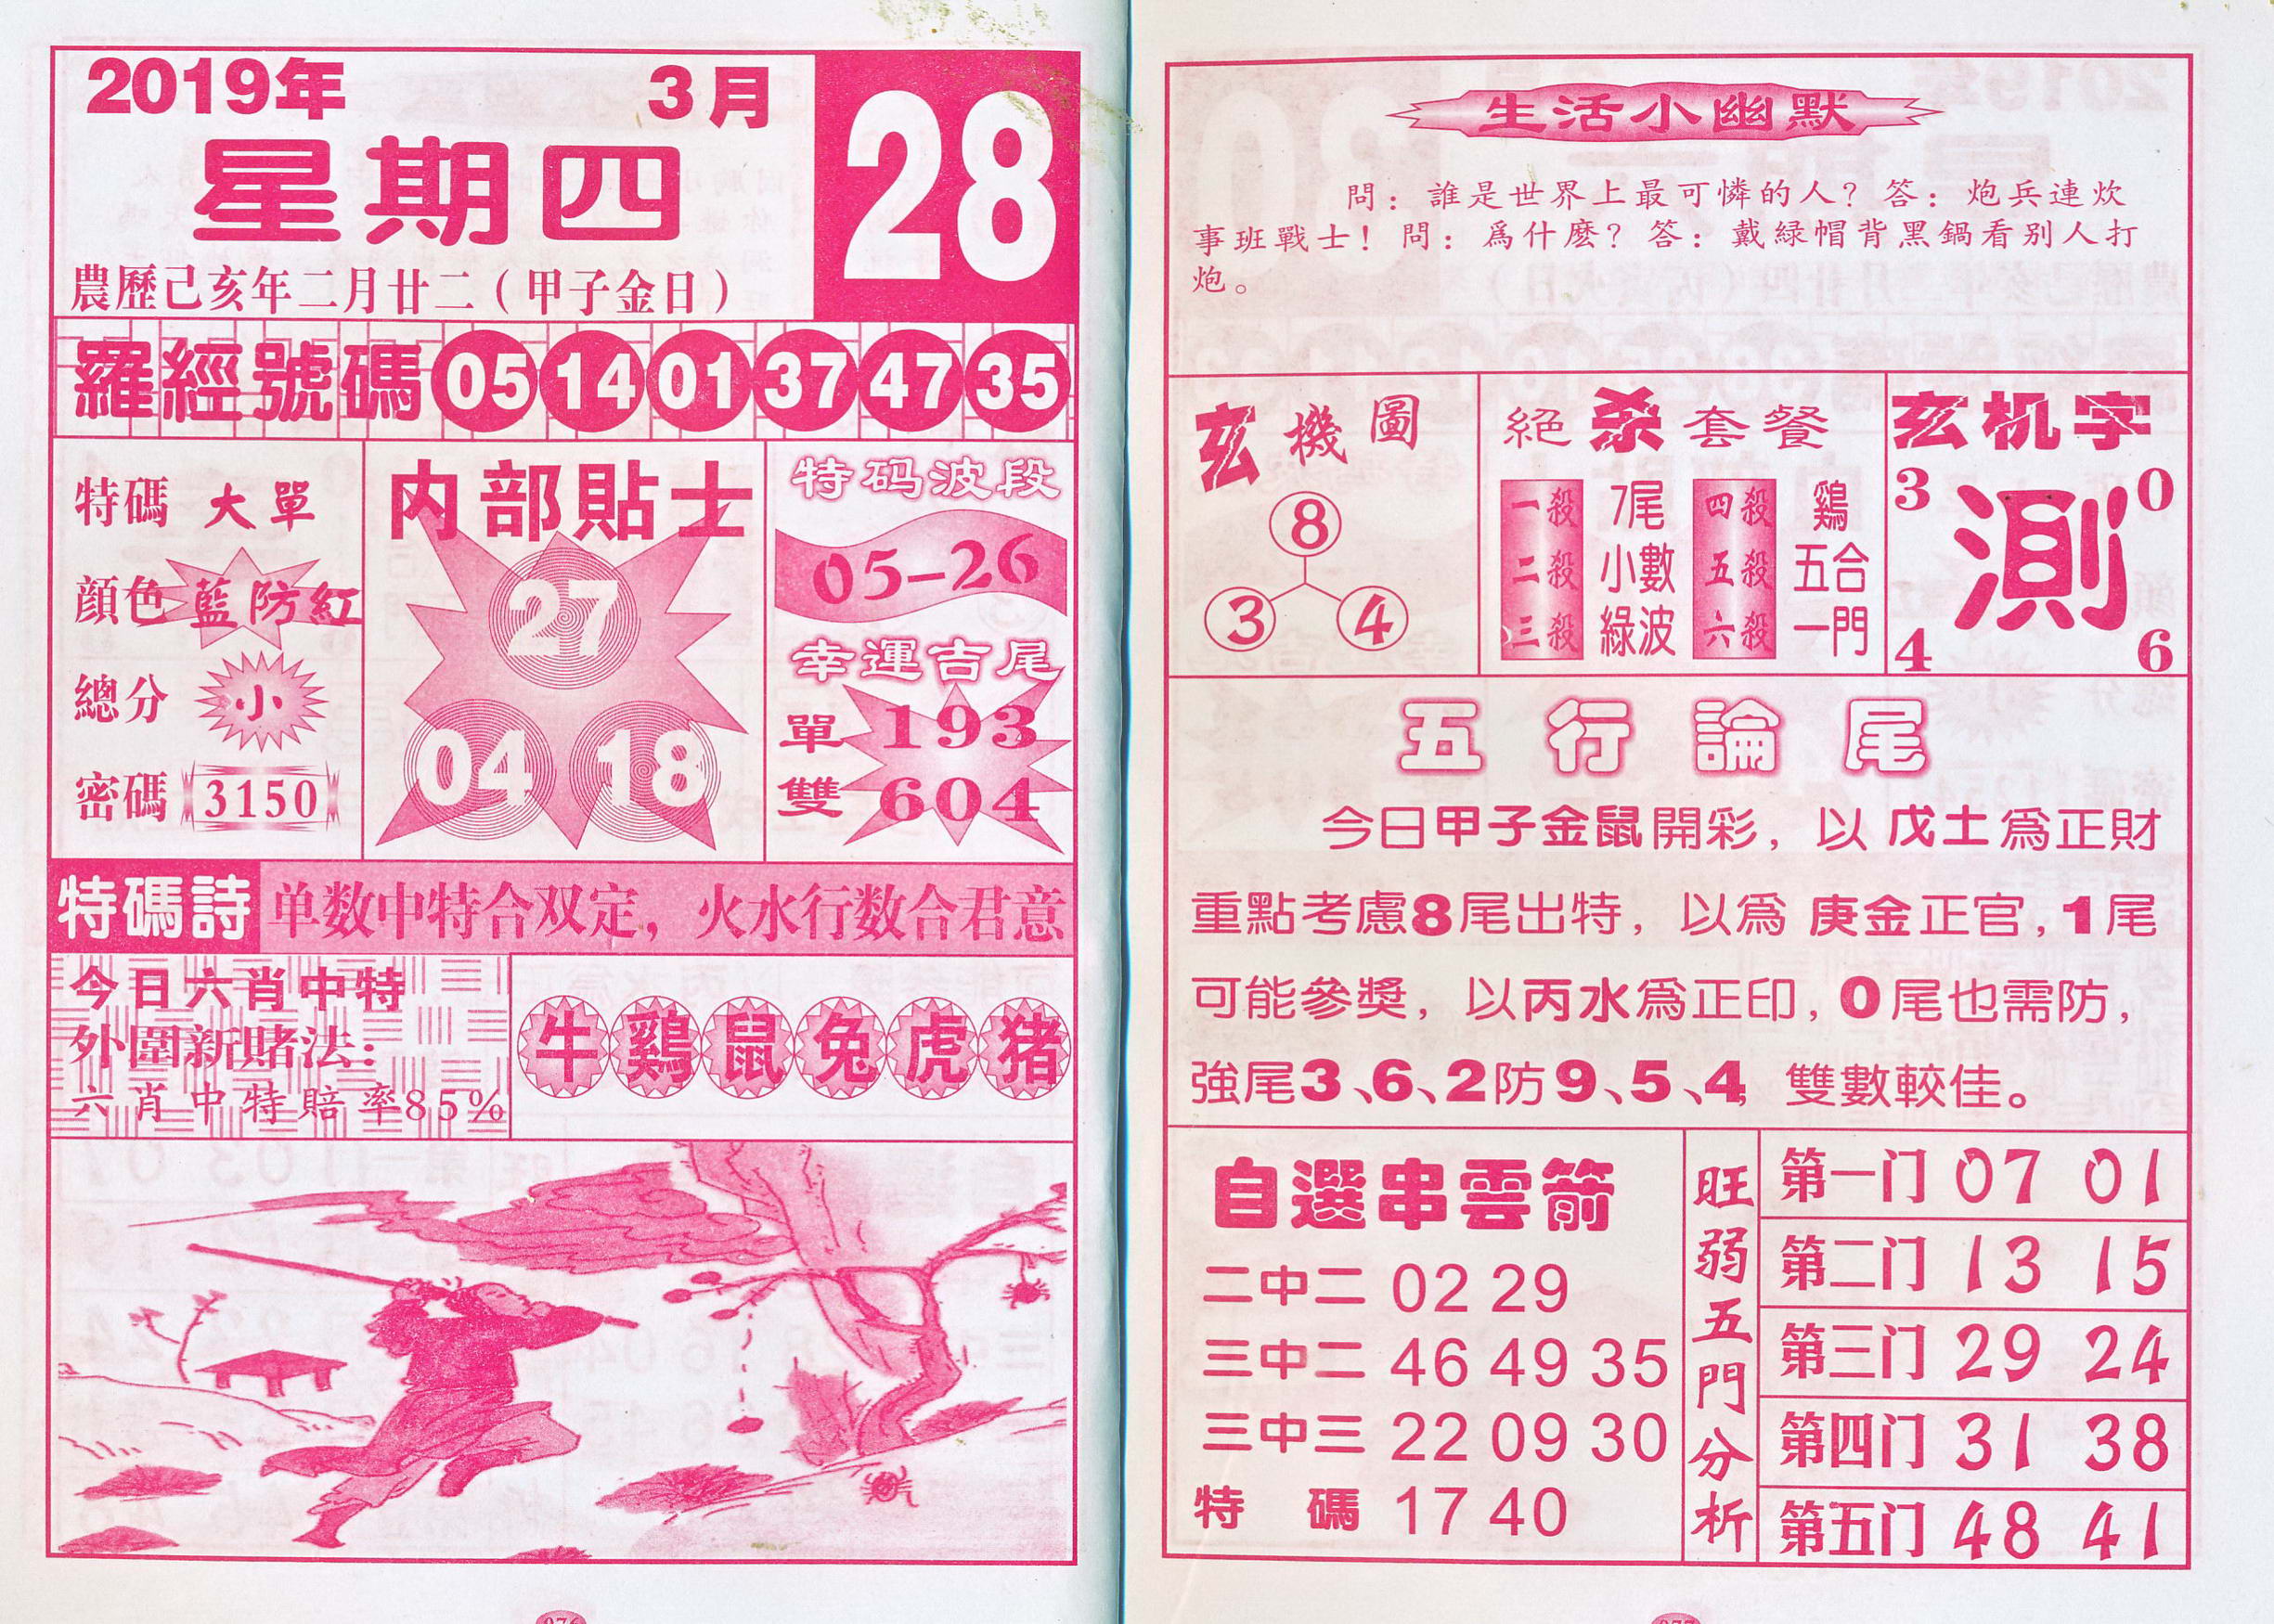 2019年 3月
28
星期四
農歷己亥年二月廿二(甲子金日)
羅經號碼 05 14 01 37 47 35
特碼 大單
顔色 藍防紅
總分 小
密碼 3150
内部貼士
27
04 18
特码波段
05-26
幸運吉尾
單 193
雙 604
特碼詩 单数中特合双定，火水行数合君意
今日六肖中特
外圍新賭法：
六肖中特賠率85%
牛 鷄 鼠 兔 虎 猪
生活小幽默
問：誰是世界上最可憐的人？答：炮兵連炊
事班戰士！問：爲什麽？答：戴緑帽背黑鍋看别人打
炮。
玄機圖
8
3 4
絕杀套餐
一殺 7尾 四殺 鷄
二殺 小數 五殺 五合
三殺 綠波 六殺 一門
玄机字
3 0
測
4 6
五行論尾
今日甲子金鼠開彩，以戊土爲正財
重點考慮8尾出特，以爲庚金正官，1尾
可能參獎，以丙水爲正印，0尾也需防，
強尾3、6、2防9、5、4，雙數較佳。
自選串雲箭
二中二 02 29
三中二 46 49 35
三中三 22 09 30
特碼 17 40
旺弱五門分析
第一门 07 01
第二门 13 15
第三门 29 24
第四门 31 38
第五门 48 41